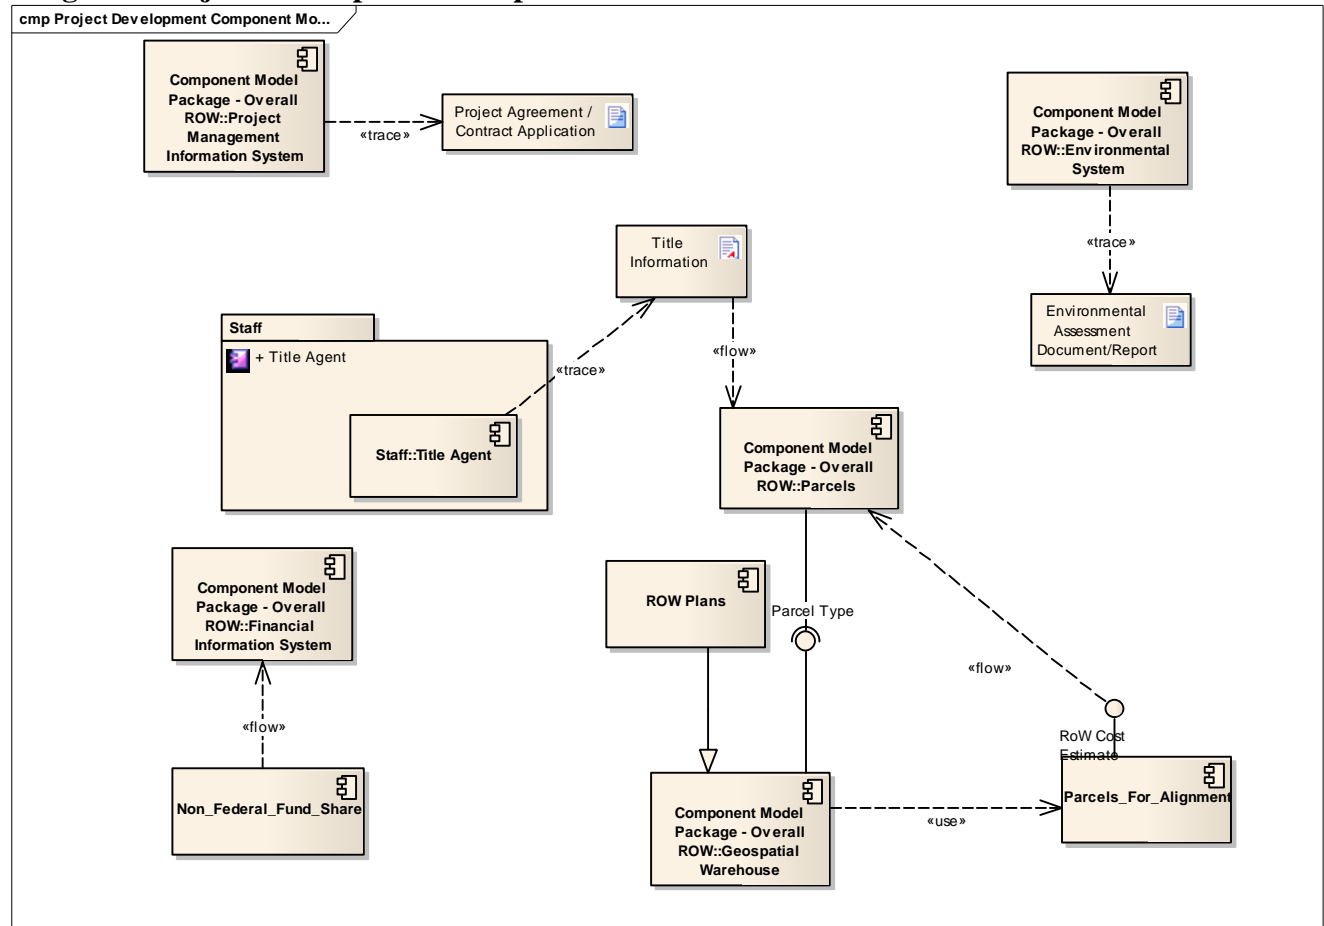 cmp Project Development Component Mo...
Component Model
Package - Overall
ROW::Project
Management
Information System
«trace»
Project Agreement /
Contract Application
Component Model
Package - Overall
ROW::Environmental
System
«trace»
Environmental
Assessment
Document/Report
Title
Information
Staff
+ Title Agent
Staff::Title Agent
«trace»
«flow»
Component Model
Package - Overall
ROW::Parcels
Component Model
Package - Overall
ROW::Financial
Information System
«flow»
Non_Federal_Fund_Share
ROW Plans
Parcel Type
«flow»
RoW Cost
Estimate
Parcels_For_Alignment
Component Model
Package - Overall
ROW::Geospatial
Warehouse
«use»